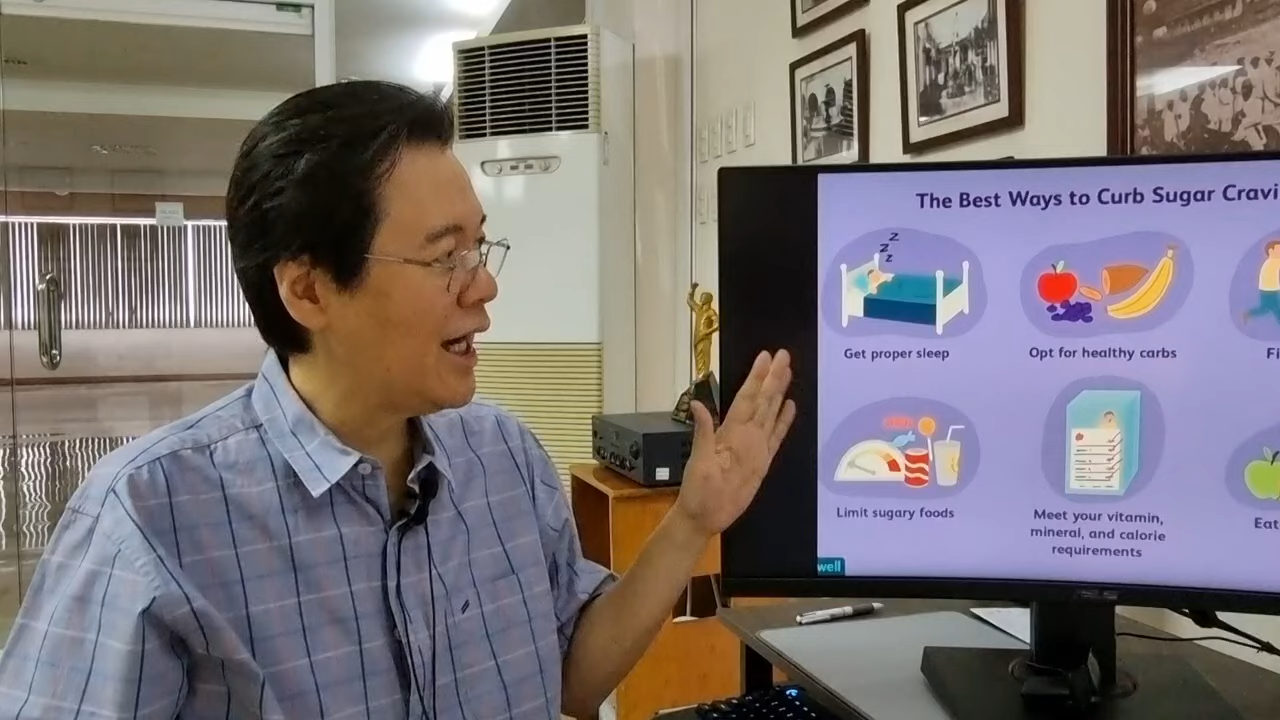 The Best Ways to Curb Sugar Cravi
z
z
z
Get proper sleep
Opt for healthy carbs
Fi
Limit sugary foods
Meet your vitamin,
mineral, and calorie
requirements
Eat
well
ASUS